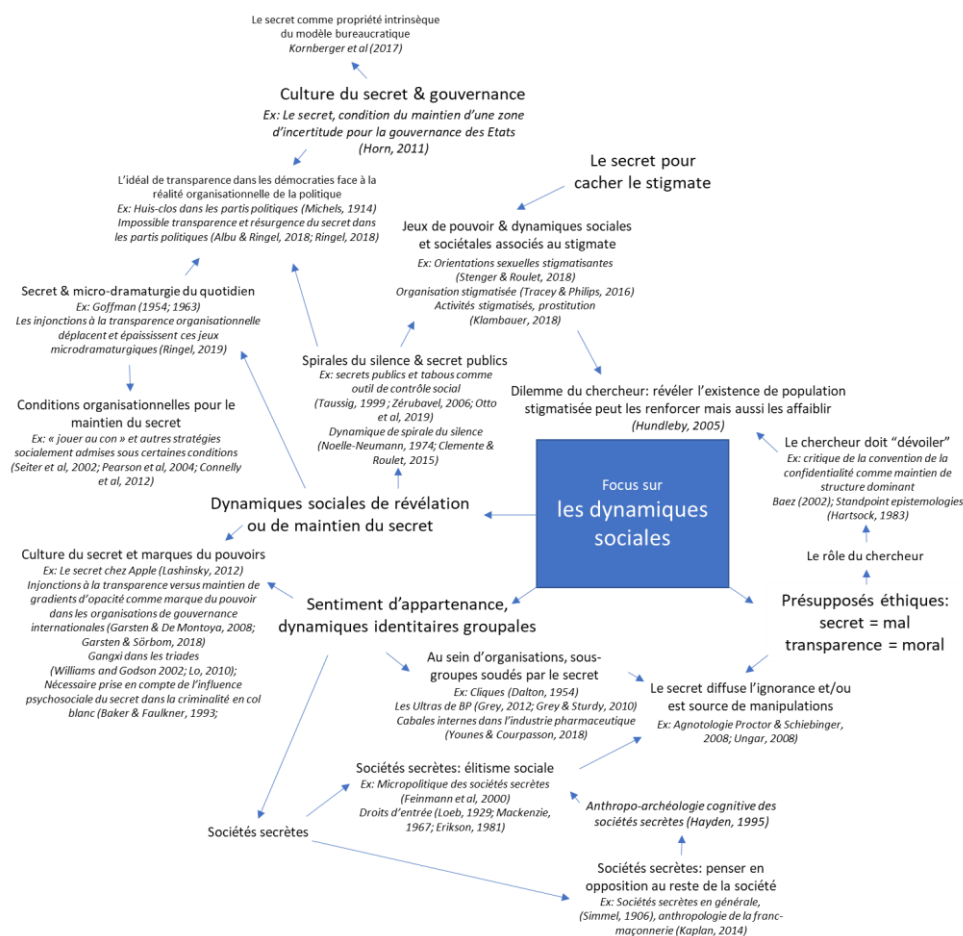 Le secret comme propriété intrinsèque
du modèle bureaucratique
Kornberger et al (2017)
Culture du secret & gouvernance
Ex: Le secret, condition du maintien d'une zone
d'incertitude pour la gouvernance des Etats
(Horn, 2011)
Le secret pour
cacher le stigmate
L'idéal de transparence dans les démocraties face à la
réalité organisationnelle de la politique
Ex: Huis-clos dans les partis politiques (Michels, 1914)
Impossible transparence et résurgence du secret dans
les partis politiques (Albu & Ringel, 2018; Ringel, 2018)
Jeux de pouvoir & dynamiques sociales
et sociétales associés au stigmate
Ex: Orientations sexuelles stigmatisantes
(Stenger & Roulet, 2018)
Organisation stigmatisée (Tracey & Philips, 2016)
Activités stigmatisés, prostitution
(Klambauer, 2018)
Secret & micro-dramaturgie du quotidien
Ex: Goffman (1954; 1963)
Les injonctions à la transparence organisationnelle
déplacent et épaississent ces jeux
microdramaturgiques (Ringel, 2019)
Spirales du silence & secret publics
Ex: secrets publics et tabous comme
outil de contrôle social
(Taussig, 1999 ; Zérubavel, 2006; Otto
et al, 2019)
Dynamique de spirale du silence
(Noelle-Neumann, 1974; Clemente &
Roulet, 2015)
Dilemme du chercheur: révéler l'existence de population
stigmatisée peut les renforcer mais aussi les affaiblir
(Hundleby, 2005)
Conditions organisationnelles pour le
maintien du secret
Ex: « jouer au con » et autres stratégies
socialement admises sous certaines conditions
(Seiter et al, 2002; Pearson et al, 2004; Connelly
et al, 2012)
Le chercheur doit "dévoiler"
Ex: critique de la convention de la
confidentialité comme maintien de
structure dominant
Baez (2002); Standpoint epistemologies
(Hartsock, 1983)
Focus sur
les dynamiques
sociales
Dynamiques sociales de révélation
ou de maintien du secret
Le rôle du chercheur
Culture du secret et marques du pouvoirs
Ex: Le secret chez Apple (Lashinsky, 2012)
Injonctions à la transparence versus maintien de
gradients d'opacité comme marque du pouvoir
dans les organisations de gouvernance
internationales (Garsten & De Montoya, 2008;
Garsten & Sörbom, 2018)
Gangxi dans les triades
(Williams and Godson 2002; Lo, 2010);
Nécessaire prise en compte de l'influence
psychosociale du secret dans la criminalité en col
blanc (Baker & Faulkner, 1993;
Sentiment d'appartenance,
dynamiques identitaires groupales
Présupposés éthiques:
secret = mal
transparence = moral
Au sein d'organisations, sous-
groupes soudés par le secret
Ex: Cliques (Dalton, 1954)
Les Ultras de BP (Grey, 2012; Grey & Sturdy, 2010)
Cabales internes dans l'industrie pharmaceutique
(Younes & Courpasson, 2018)
Le secret diffuse l'ignorance et/ou
est source de manipulations
Ex: Agnotologie Proctor & Schiebinger,
2008; Ungar, 2008)
Sociétés secrètes: élitisme sociale
Ex: Micropolitique des sociétés secrètes
(Feinmann et al, 2000)
Droits d'entrée (Loeb, 1929; Mackenzie,
1967; Erikson, 1981)
Anthropo-archéologie cognitive des
sociétés secrètes (Hayden, 1995)
Sociétés secrètes
Sociétés secrètes: penser en
opposition au reste de la société
Ex: Sociétés secrètes en générale,
(Simmel, 1906), anthropologie de la franc-
maçonnerie (Kaplan, 2014)